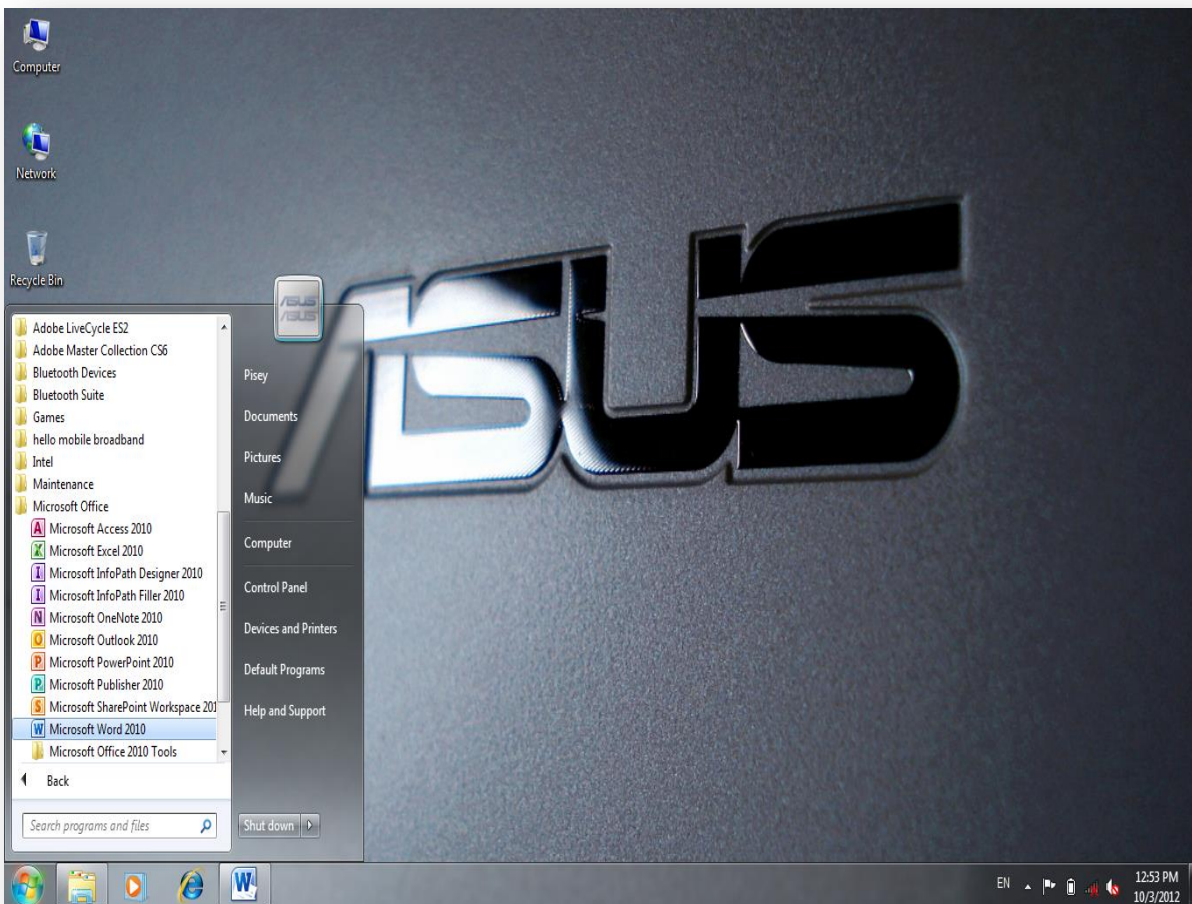 Computer
Network
Recycle Bin
ASUS
/SUS
/SUS
Adobe LiveCycle ES2
Adobe Master Collection CS6
Bluetooth Devices
Bluetooth Suite
Games
hello mobile broadband
Intel
Maintenance
Microsoft Office
Microsoft Access 2010
Microsoft Excel 2010
Microsoft InfoPath Designer 2010
Microsoft InfoPath Filler 2010
Microsoft OneNote 2010
Microsoft Outlook 2010
Microsoft PowerPoint 2010
Microsoft Publisher 2010
Microsoft SharePoint Workspace 201
Microsoft Word 2010
Microsoft Office 2010 Tools
Back
Search programs and files
Pisey
Documents
Pictures
Music
Computer
Control Panel
Devices and Printers
Default Programs
Help and Support
Shut down
EN
12:53 PM
10/3/2012